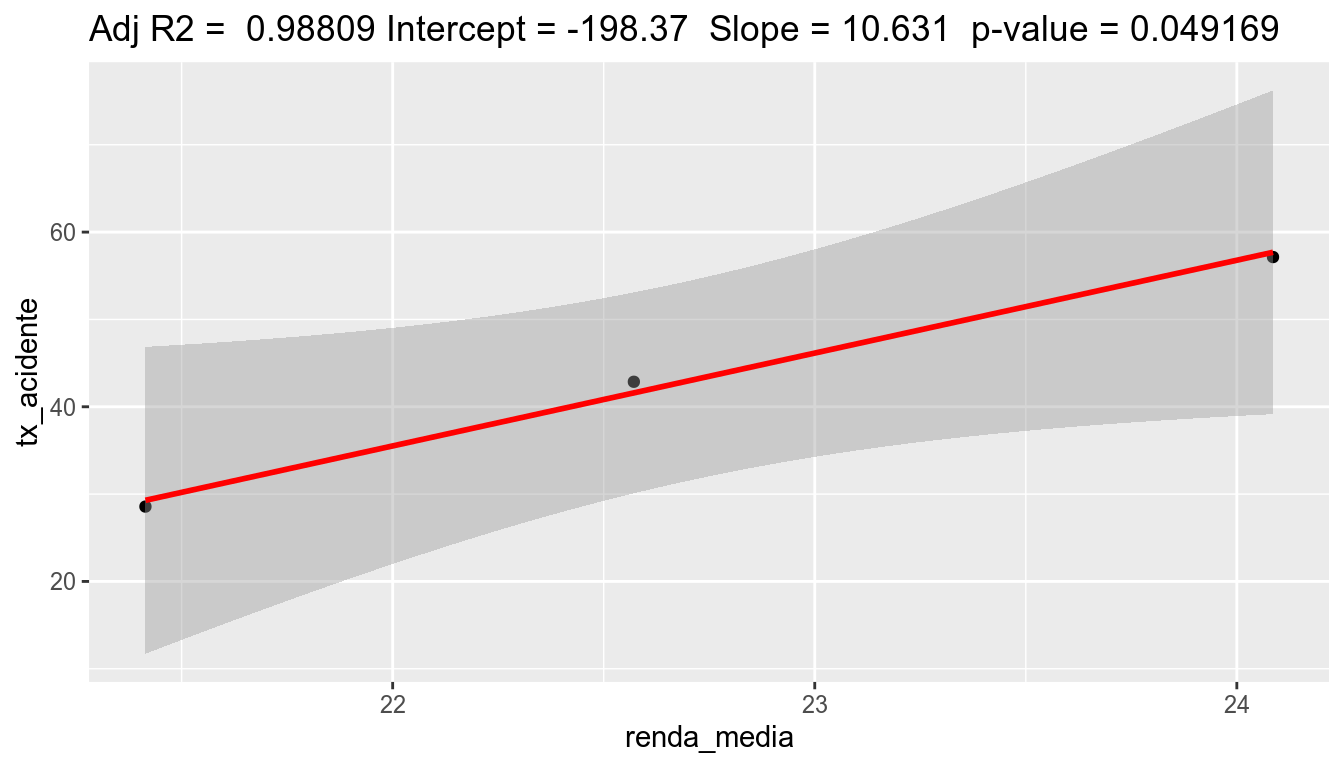 Adj R2 =  0.98809 Intercept = -198.37  Slope = 10.631  p-value = 0.049169
60
40
20
tx_acidente
22
23
24
renda_media